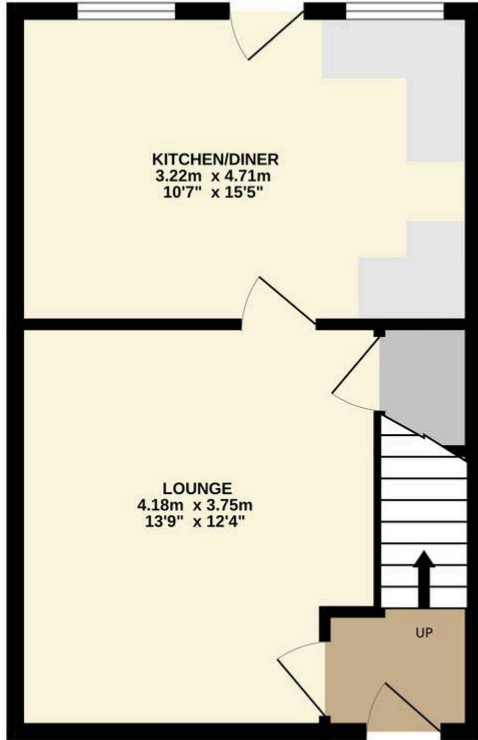 KITCHEN/DINER
3.22m x 4.71m
10'7" x 15'5"
LOUNGE
4.18m x 3.75m
13'9" x 12'4"
UP